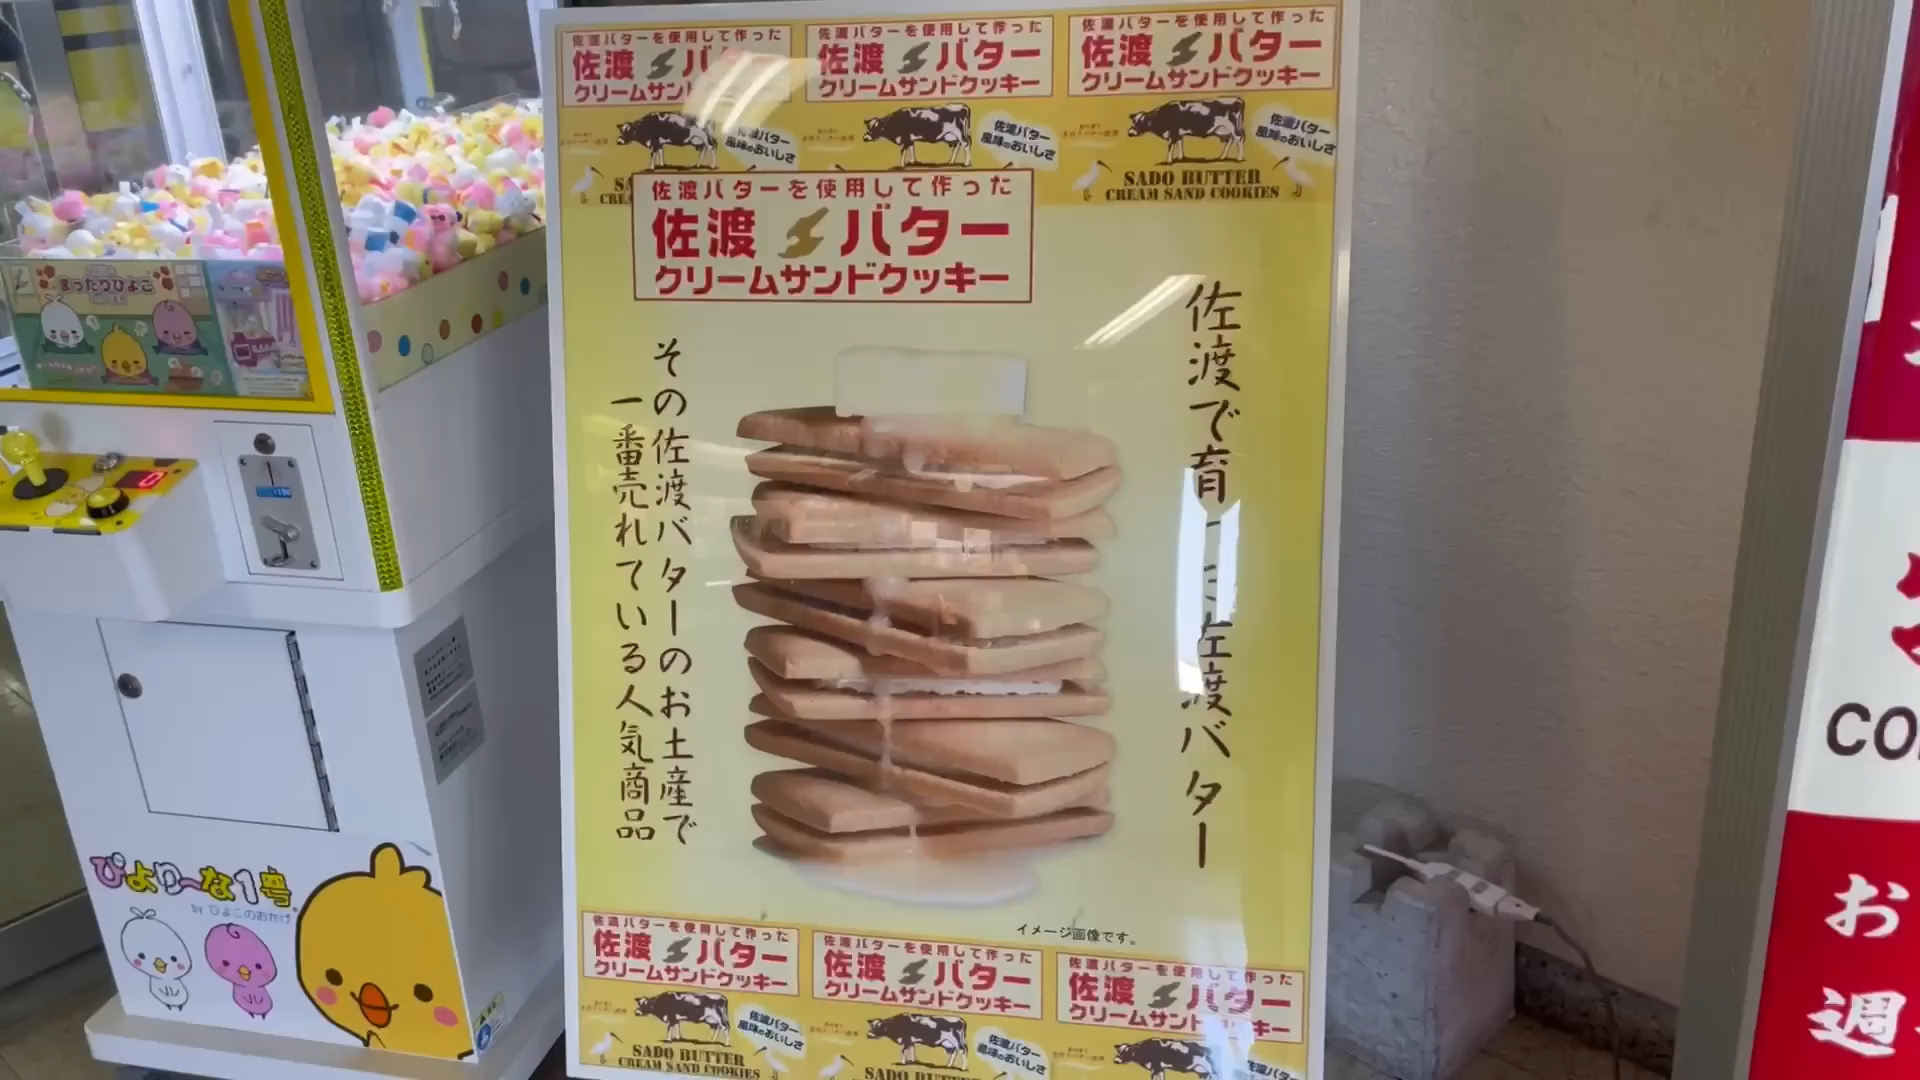 佐渡バターを使用して作った
佐渡 バ
クリームサン
佐渡バターを使用して作った
佐渡 バター
クリームサンドクッキー
佐渡バターを使用して作った
佐渡 バター
クリームサンドクッキー
佐渡バター
風味のおいしさ
佐渡バター
風味のおいしさ
佐渡バター
風味のおいしさ
SADO BUTTER
CREAM SAND COOKIES
佐渡バターを使用して作った
佐渡 バター
クリームサンドクッキー
佐渡で育
佐渡バター
その佐渡バターのお土産で
一番売れている人気商品
イメージ画像です。
佐渡バターを使用して作った
佐渡 バター
クリームサンドクッキー
佐渡バターを使用して作った
佐渡 バター
クリームサンドクッキー
佐渡バターを使用して作った
佐渡 バター
クリームサンドクッキー
佐渡バター
風味のおいしさ
佐渡バター
風味のおいしさ
SADO BUTTER
CREAM SAND COOKIES
SADO BUTTER
まったりひよこ
ぴよりーな1号
by ひよこのおかげ
CO
お
週